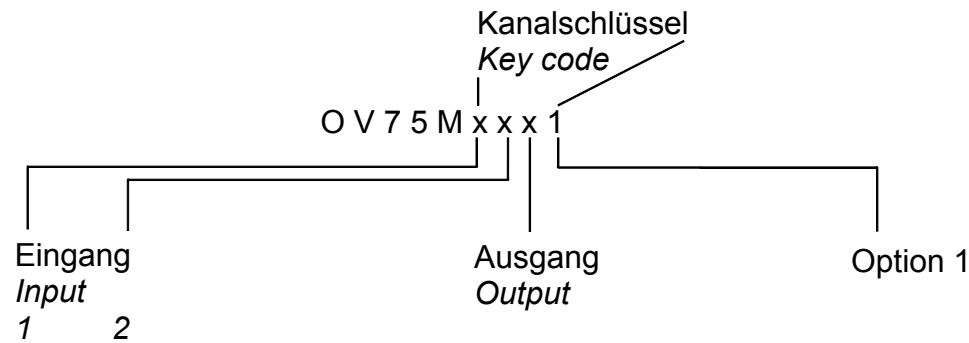 Kanalschlüssel
Key code
O V 7 5 M x x x 1
Eingang
Input
1 2
Ausgang
Output
Option 1